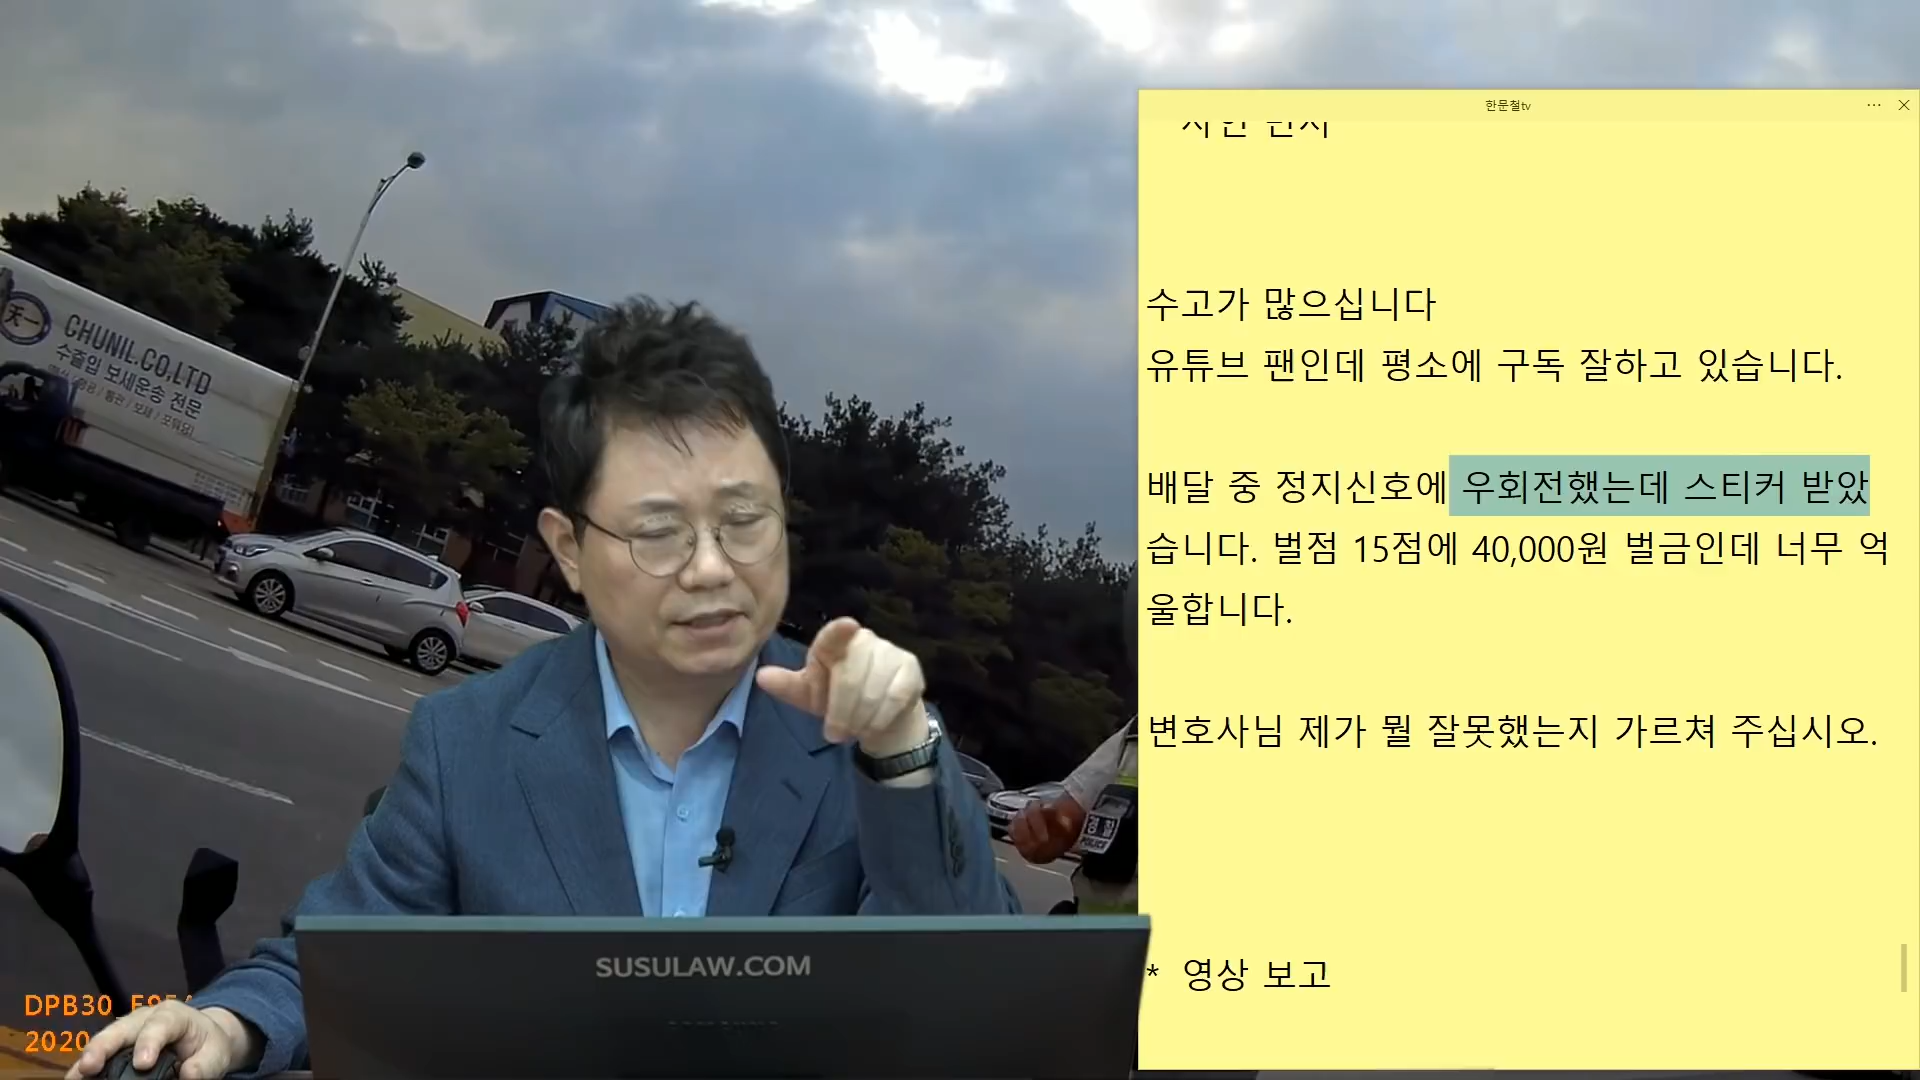 한문철tv
수고가 많으십니다
유튜브 팬인데 평소에 구독 잘하고 있습니다.
배달 중 정지신호에 우회전했는데 스티커 받았
습니다. 벌점 15점에 40,000원 벌금인데 너무 억
울합니다.
변호사님 제가 뭘 잘못했는지 가르쳐 주십시오.
* 영상 보고
天一
CHUNIL.CO,LTD
수출입 보세운송 전문
경찰
POLICE
SUSULAW.COM
DPB30
2020